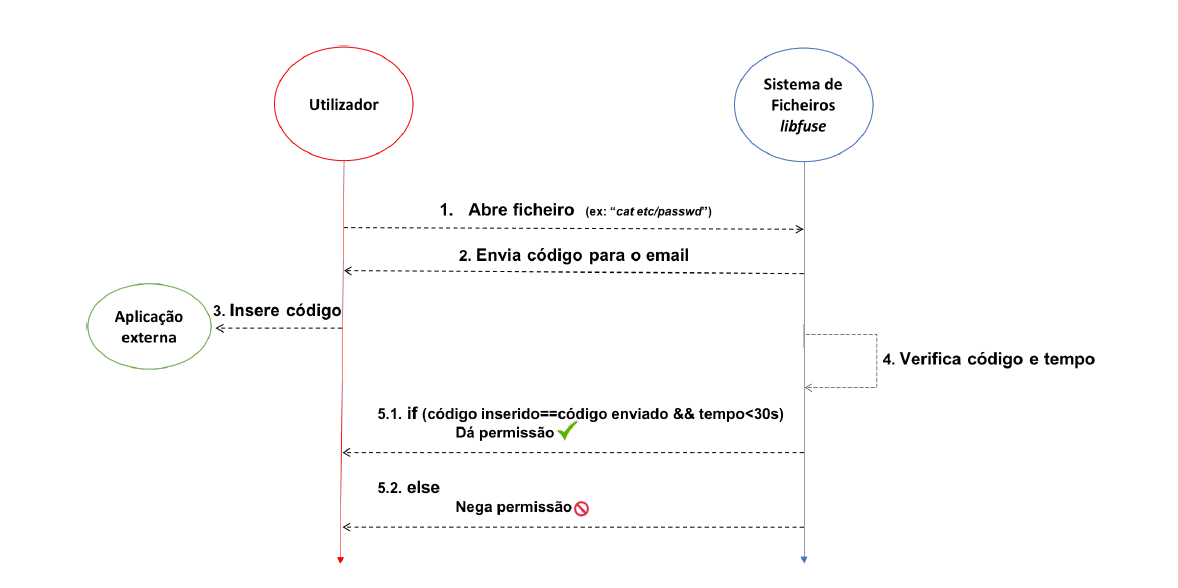 Utilizador
Sistema de
Ficheiros
libfuse
1. Abre ficheiro (ex: “cat etc/passwd”)
2. Envia código para o email
3. Insere código
Aplicação
externa
4. Verifica código e tempo
5.1. if (código inserido==código enviado && tempo<30s)
Dá permissão
5.2. else
Nega permissão